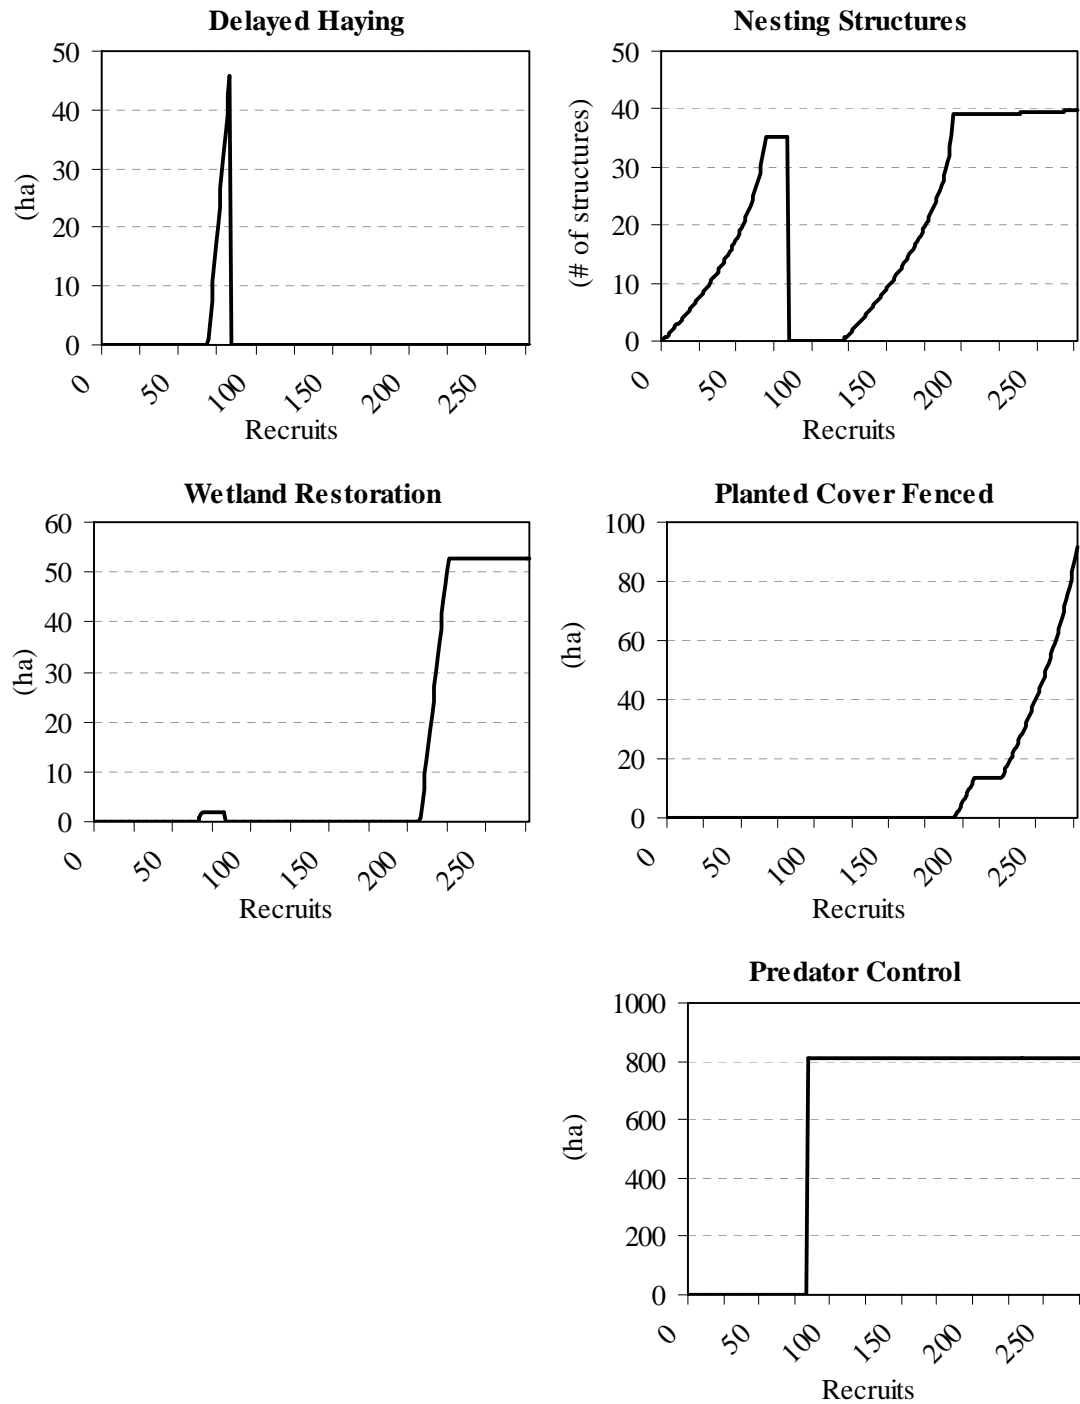 Delayed Haying
50
40
30
20
10
0
(ha)
0 50 100 150 200 250
Recruits
Nesting Structures
50
40
30
20
10
0
(# of structures)
0 50 100 150 200 250
Recruits
Wetland Restoration
60
50
40
30
20
10
0
(ha)
0 50 100 150 200 250
Recruits
Planted Cover Fenced
100
80
60
40
20
0
(ha)
0 50 100 150 200 250
Recruits
Predator Control
1000
800
600
400
200
0
(ha)
0 50 100 150 200 250
Recruits